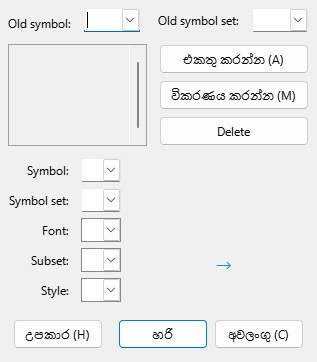 Old symbol: Old symbol set:
එකතු කරන්න (A)
විකරණය කරන්න (M)
Delete
Symbol:
Symbol set:
Font:
Subset:
→
Style:
උපකාර (H) හරි අවලංගු (C)